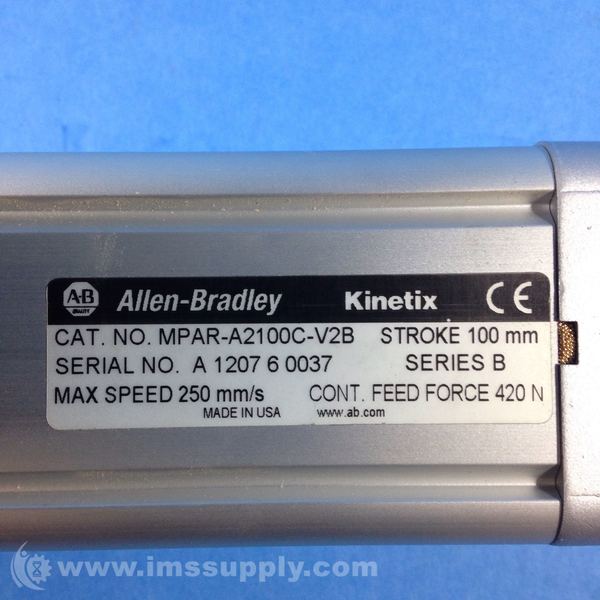 A-B Allen-Bradley Kinetix CE
CAT. NO. MPAR-A2100C-V2B STROKE 100 mm
SERIAL NO. A 1207 6 0037 SERIES B
MAX SPEED 250 mm/s CONT. FEED FORCE 420 N
MADE IN USA www.ab.com
www.imssupply.com